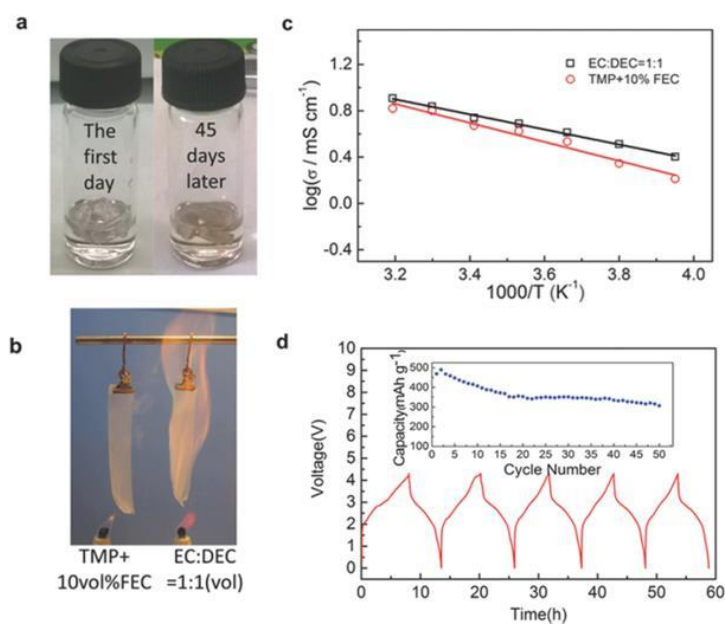 a
The
first
day
45
days
later
b
TMP+
10vol%FEC
EC:DEC
=1:1(vol)
c
log(σ / mS cm⁻¹)
1.2
0.8
0.4
0.0
-0.4
EC:DEC=1:1
TMP+10% FEC
3.2 3.4 3.6 3.8 4.0
1000/T (K⁻¹)
d
Voltage(V)
10
9
8
7
6
5
4
3
2
1
0
Capacity(mAh g⁻¹)
500
400
300
200
100
0 5 10 15 20 25 30 35 40 45 50
Cycle Number
0 10 20 30 40 50 60
Time(h)